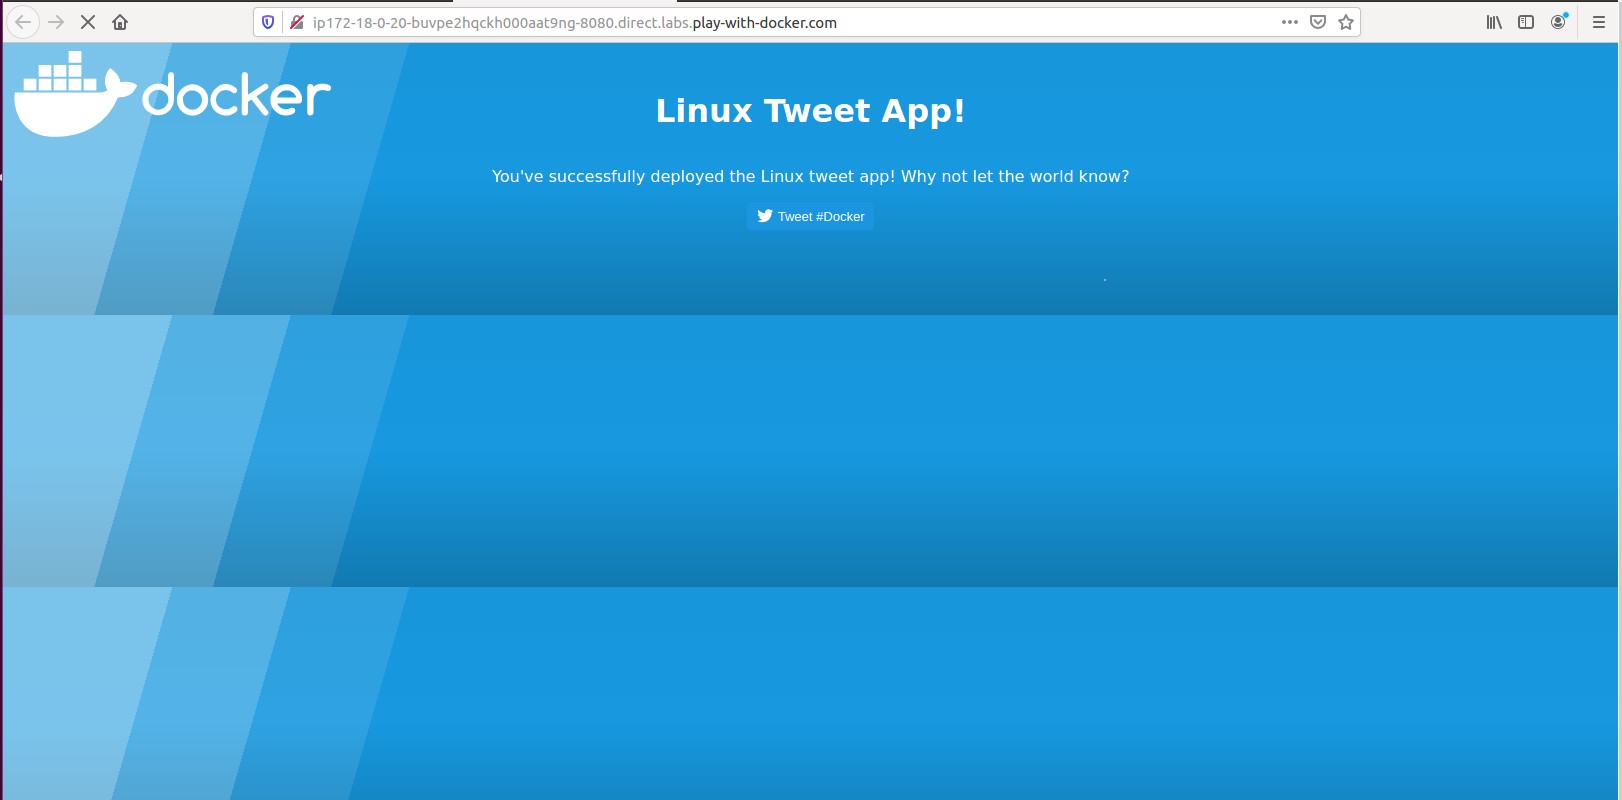 ip172-18-0-20-buvpe2hqckh000aat9ng-8080.direct.labs.play-with-docker.com
docker
Linux Tweet App!
You've successfully deployed the Linux tweet app! Why not let the world know?
Tweet #Docker